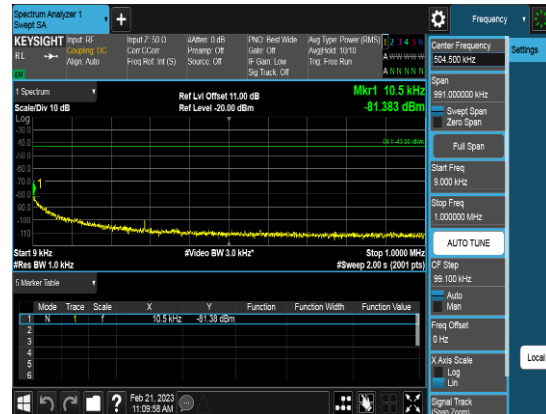 Spectrum Analyzer 1
Swept SA
+
Frequency
KEYSIGHT
RL
Input: RF
Coupling: DC
Align: Auto
Input Z: 50 Ω
Corr CCorr
Freq Ref: Int (S)
#Atten: 0 dB
Preamp: Off
Source: Off
PNO: Best Wide
Gate: Off
IF Gain: Low
Sig Track: Off
Avg Type: Power (RMS)
Avg|Hold: 10/10
Trig: Free Run
1 2 3 4 5 6
A W W W W W
A N N N N N
1 Spectrum
Scale/Div 10 dB
Ref Lvl Offset 11.00 dB
Ref Level -20.00 dBm
Mkr1 10.5 kHz
-81.383 dBm
Log
-30.0
-40.0
-50.0
-60.0
-70.0
-80.0
-90.0
-100
-110
DL1 -43.00 dBm
1
Start 9 kHz
#Res BW 1.0 kHz
#Video BW 3.0 kHz*
Stop 1.0000 MHz
#Sweep 2.00 s (2001 pts)
5 Marker Table
Mode Trace Scale X Y Function Function Width Function Value
1 N 1 f 10.5 kHz -81.38 dBm
2
3
4
5
6
Feb 21, 2023
11:09:58 AM
?
Center Frequency
504.500 kHz
Settings
Span
991.000000 kHz
Swept Span
Zero Span
Full Span
Start Freq
9.000 kHz
Stop Freq
1.000000 MHz
AUTO TUNE
CF Step
99.100 kHz
Auto
Man
Freq Offset
0 Hz
X Axis Scale
Log
Lin
Local
Signal Track
(Span Zoom)